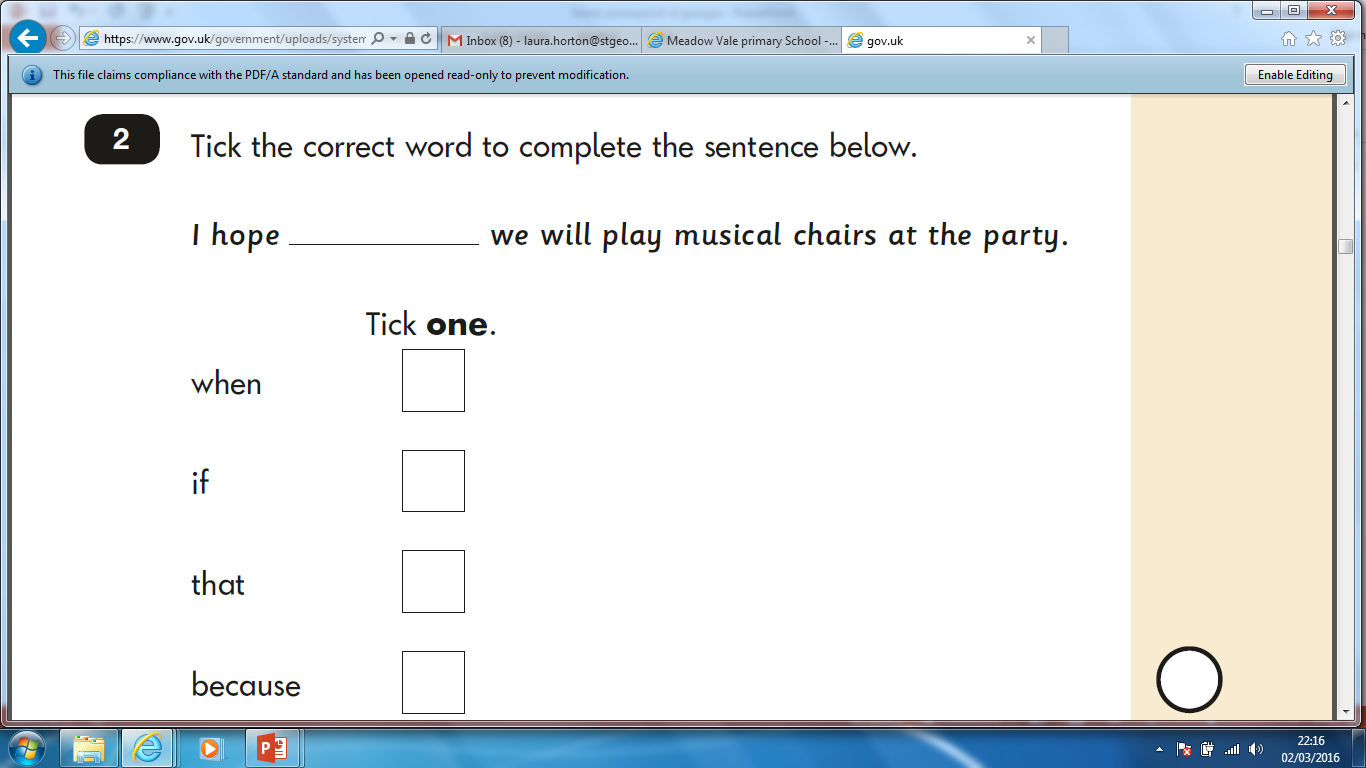 https://www.gov.uk/government/uploads/system
Inbox (8) - laura.horton@stgeo...
Meadow Vale primary School -...
gov.uk
This file claims compliance with the PDF/A standard and has been opened read-only to prevent modification.
Enable Editing
2
Tick the correct word to complete the sentence below.
I hope ____________ we will play musical chairs at the party.
Tick one.
when
if
that
because
22:16
02/03/2016